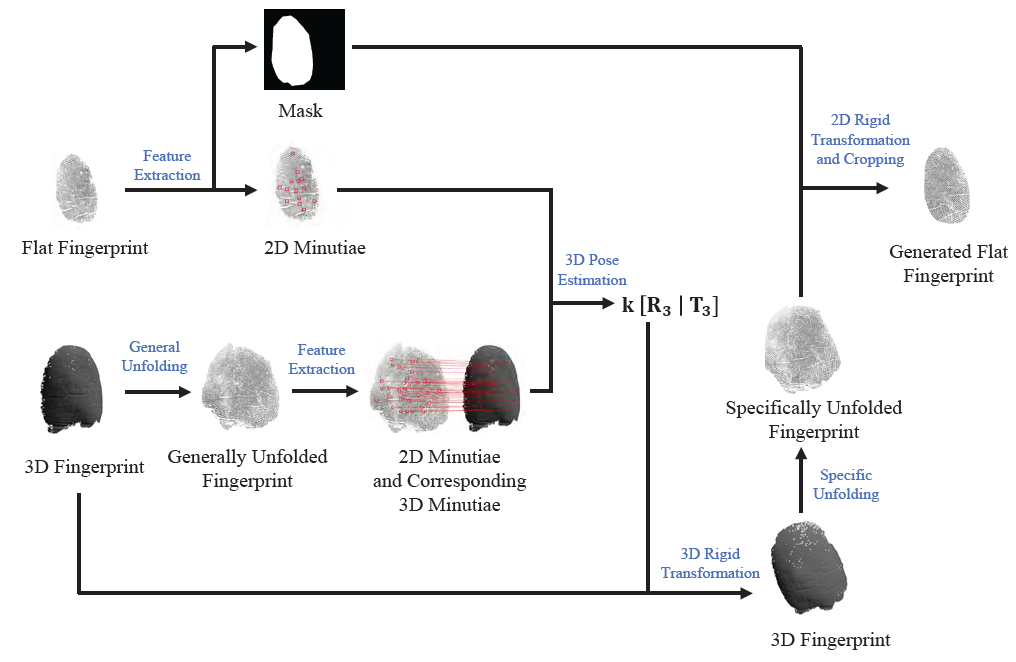 Mask
2D Rigid
Transformation
and Cropping
Feature
Extraction
Flat Fingerprint
2D Minutiae
Generated Flat
Fingerprint
3D Pose
Estimation
k [R₃ | T₃]
General
Unfolding
Feature
Extraction
Specifically Unfolded
Fingerprint
3D Fingerprint
Generally Unfolded
Fingerprint
2D Minutiae
and Corresponding
3D Minutiae
Specific
Unfolding
3D Rigid
Transformation
3D Fingerprint